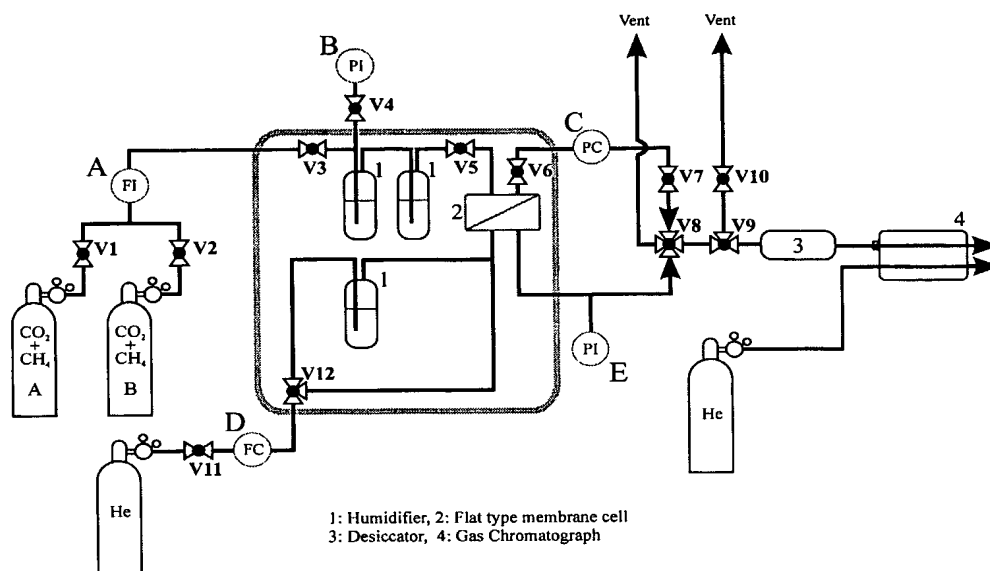 Vent
Vent
B
PI
V4
C
PC
A
FI
V3
1
1
V5
V6
V7
V10
2
V8
V9
3
4
V1
V2
1
CO2
+
CH4
A
CO2
+
CH4
B
PI
E
V12
He
D
FC
V11
He
1: Humidifier, 2: Flat type membrane cell
3: Desiccator, 4: Gas Chromatograph